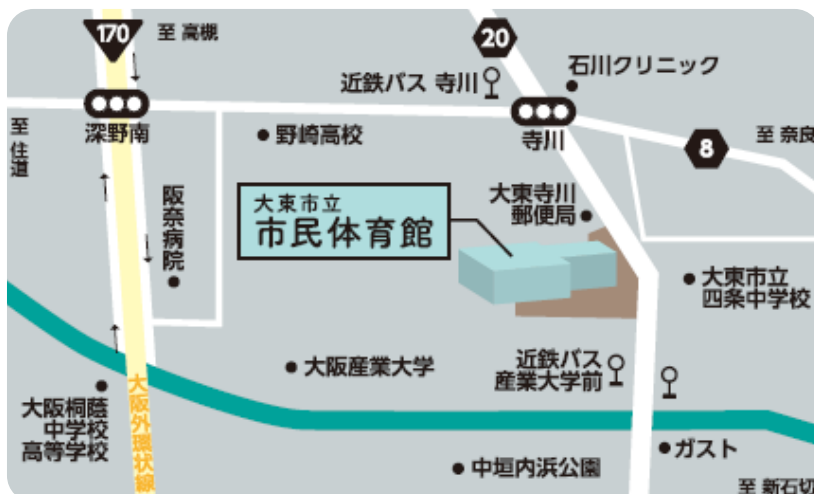 170
至 高槻
20
石川クリニック
近鉄バス 寺川
深野南
寺川
至 住道
野崎高校
8
至 奈良
阪奈病院
大東市立
市民体育館
大東寺川
郵便局
大東市立
四条中学校
大阪産業大学
近鉄バス
産業大学前
大阪桐蔭
中学校
高等学校
大阪外環状線
中垣内浜公園
ガスト
至 新石切